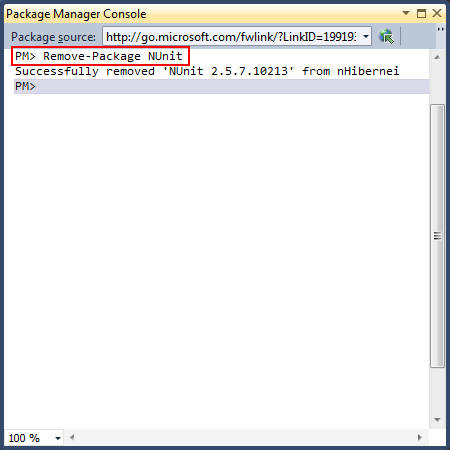 Package Manager Console
Package source: http://go.microsoft.com/fwlink/?LinkID=19919
PM> Remove-Package NUnit
Successfully removed 'NUnit 2.5.7.10213' from nHibernei
PM>
100 %